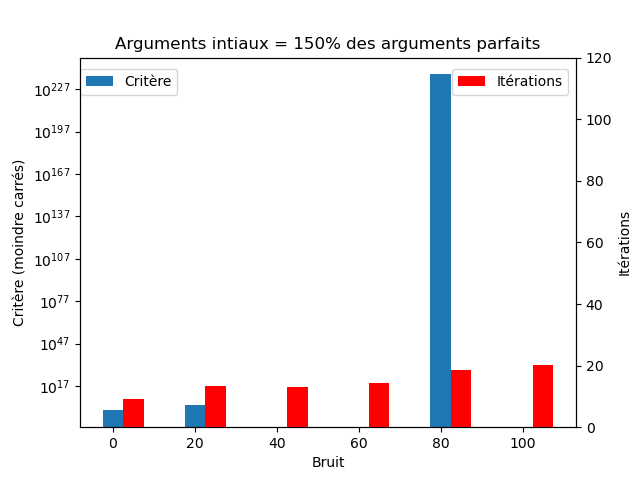 Arguments intiaux = 150% des arguments parfaits
Critère
Itérations
Critère (moindre carrés)
10^227
10^197
10^167
10^137
10^107
10^77
10^47
10^17
120
100
80
60
40
20
0
Itérations
0 20 40 60 80 100
Bruit